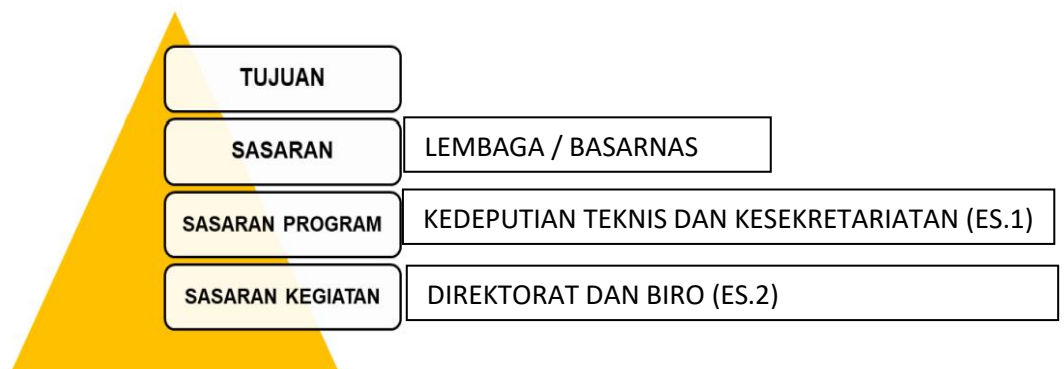 TUJUAN
SASARAN
LEMBAGA / BASARNAS
SASARAN PROGRAM
KEDEPUTIAN TEKNIS DAN KESEKRETARIATAN (ES.1)
SASARAN KEGIATAN
DIREKTORAT DAN BIRO (ES.2)